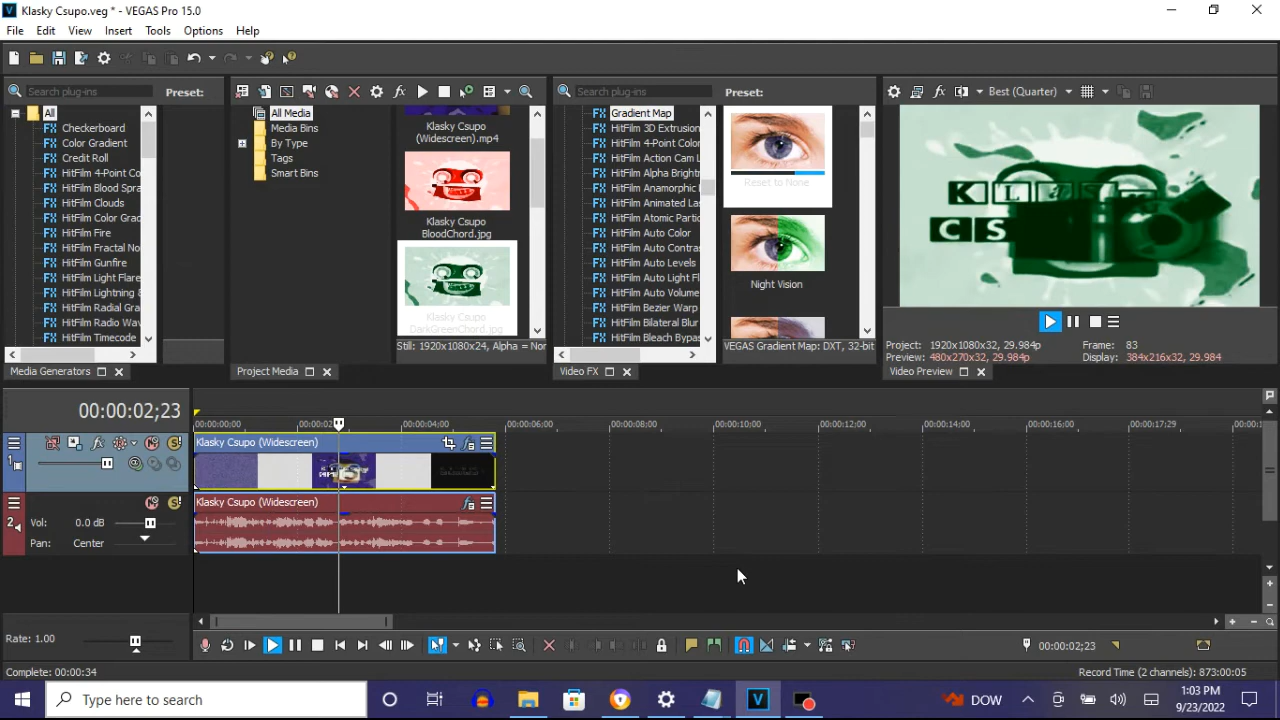 Klasky Csupo.veg * - VEGAS Pro 15.0
File Edit View Insert Tools Options Help
Search plug-ins
Preset:
All
Checkerboard
Color Gradient
Credit Roll
HitFilm 4-Point Co
HitFilm Blood Spra
HitFilm Clouds
HitFilm Color Grac
HitFilm Fire
HitFilm Fractal No
HitFilm Gunfire
HitFilm Light Flare
HitFilm Lightning &
HitFilm Radial Gra
HitFilm Radio Wav
HitFilm Timecode
Media Generators
All Media
Media Bins
By Type
Tags
Smart Bins
Klasky Csupo
(Widescreen).mp4
Klasky Csupo
BloodChord.jpg
Klasky Csupo
DarkGreenChord.jpg
Still: 1920x1080x24, Alpha = Non
Project Media
Search plug-ins
Preset:
Gradient Map
HitFilm 3D Extrusion
HitFilm 4-Point Color
HitFilm Action Cam L
HitFilm Alpha Bright
HitFilm Anamorphic
HitFilm Animated Las
HitFilm Atomic Partic
HitFilm Auto Color
HitFilm Auto Contras
HitFilm Auto Levels
HitFilm Auto Light Fl
HitFilm Auto Volume
HitFilm Bezier Warp
HitFilm Bilateral Blur
HitFilm Bleach Bypas
Reset to None
Night Vision
VEGAS Gradient Map: DXT, 32-bit
Video FX
Best (Quarter)
KLASKY
CS
Project: 1920x1080x32, 29.984p
Frame: 83
Preview: 480x270x32, 29.984p
Display: 384x216x32, 29.984
Video Preview
00:00:02;23
00:00:00;00 00:00:02; 00:00:04;00 00:00:06;00 00:00:08;00 00:00:10;00 00:00:12;00 00:00:14;00 00:00:16;00 00:00:17;29 00:00:1
Klasky Csupo (Widescreen)
1
Klasky Csupo (Widescreen)
Vol: 0.0 dB
2
Pan: Center
Rate: 1.00
00:00:02;23
Complete: 00:00:34
Record Time (2 channels): 873:00:05
Type here to search
DOW
1:03 PM
9/23/2022